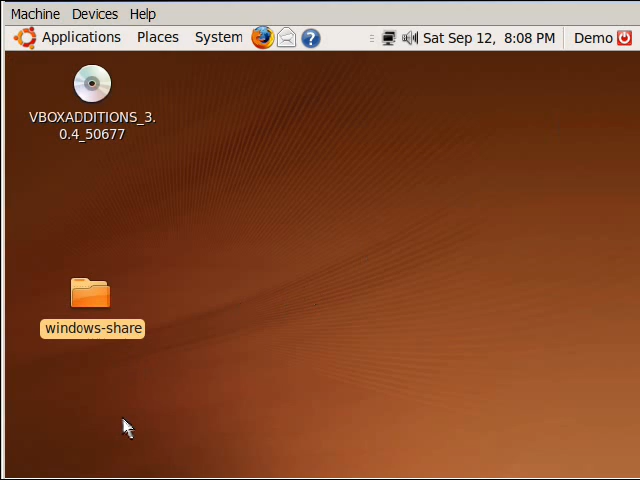 Machine Devices Help
Applications Places System Sat Sep 12, 8:08 PM Demo
VBOXADDITIONS_3.
0.4_50677
windows-share